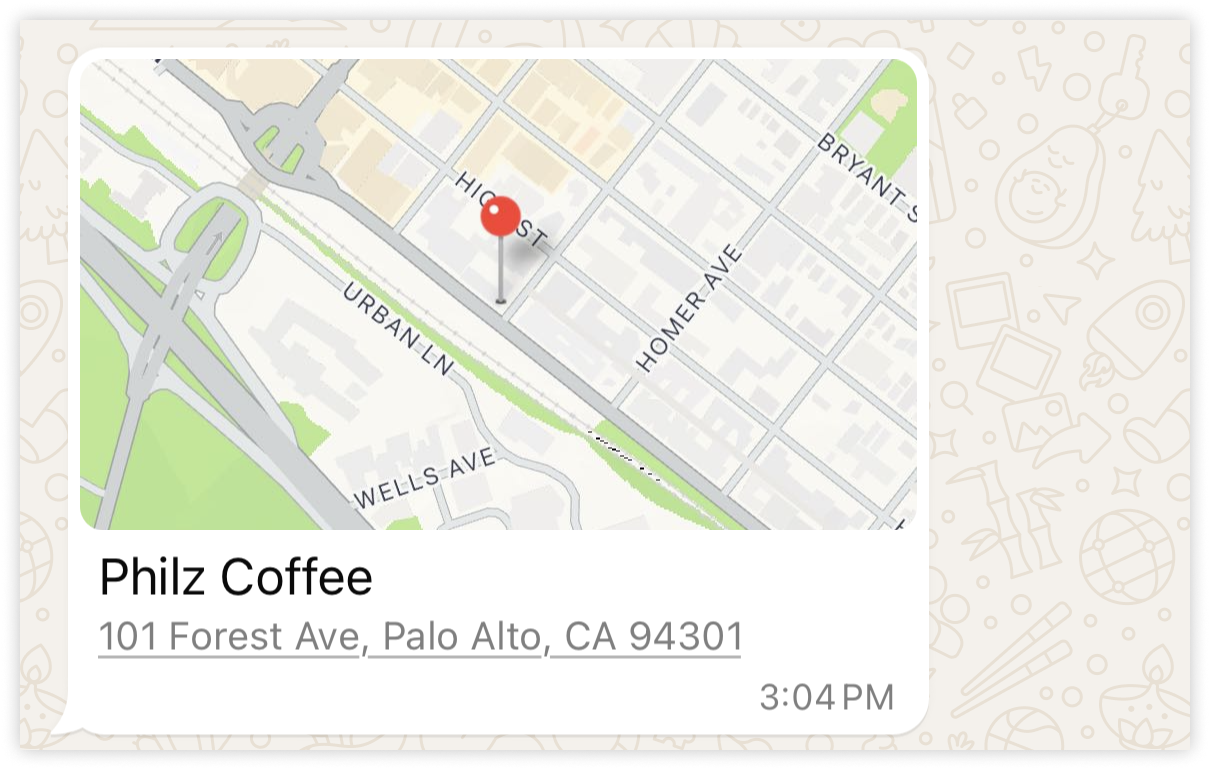 BRYANT S
HIG ST
HOMER AVE
URBAN LN
WELLS AVE
Philz Coffee
101 Forest Ave, Palo Alto, CA 94301
3:04 PM